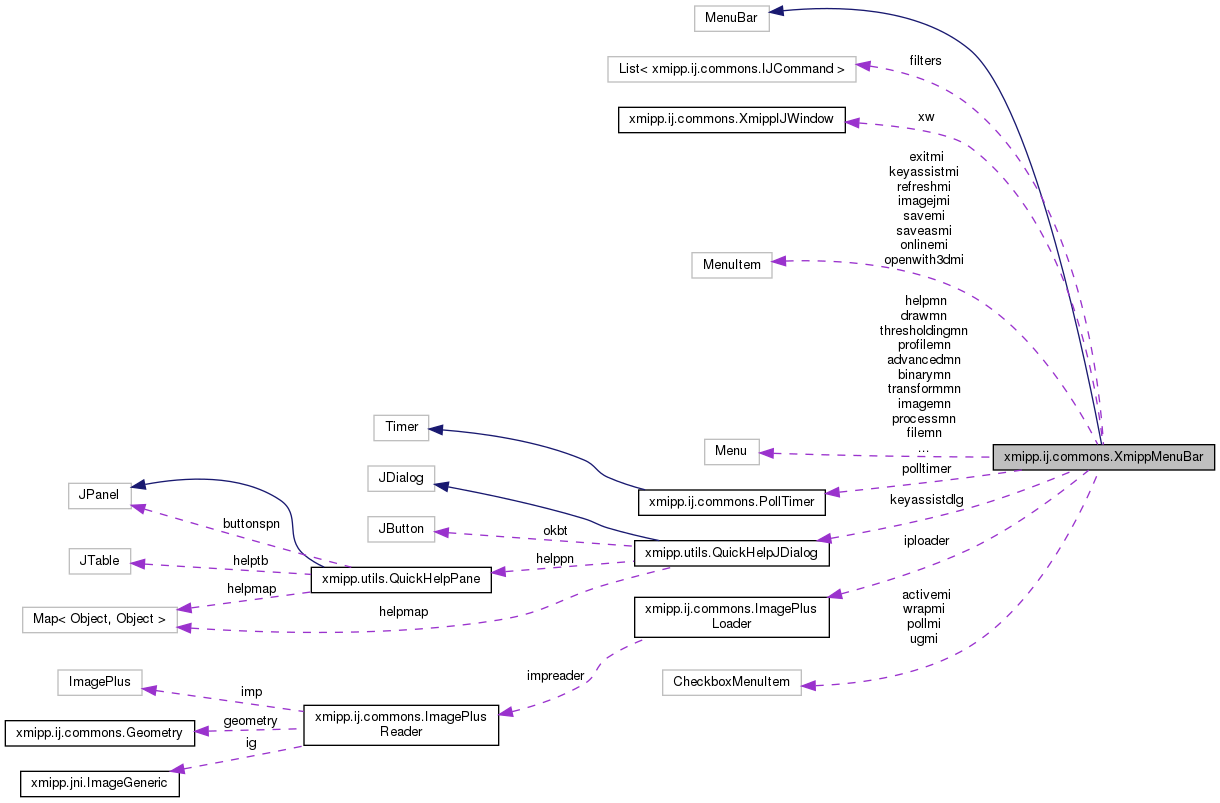 MenuBar
filters
List< xmipp.ij.commons.IJCommand >
xmipp.ij.commons.XmippIJWindow
xw
exitmi
keyassistmi
refreshmi
imagejmi
savemi
saveasmi
onlinemi
openwith3dmi
MenuItem
helpmn
drawmn
thresholdingmn
profilemn
advancedmn
binarymn
transformmn
imagemn
processmn
filemn
...
Timer
Menu
xmipp.ij.commons.XmippMenuBar
polltimer
JDialog
JPanel
xmipp.ij.commons.PollTimer
keyassistdlg
buttonspn
JButton
okbt
xmipp.utils.QuickHelpJDialog
iploader
JTable
helptb
helppn
xmipp.utils.QuickHelpPane
helpmap
Map< Object, Object >
helpmap
xmipp.ij.commons.ImagePlus
Loader
activemi
wrapmi
pollmi
ugmi
impreader
ImagePlus
imp
CheckboxMenuItem
xmipp.ij.commons.ImagePlus
Reader
geometry
xmipp.ij.commons.Geometry
ig
xmipp.jni.ImageGeneric